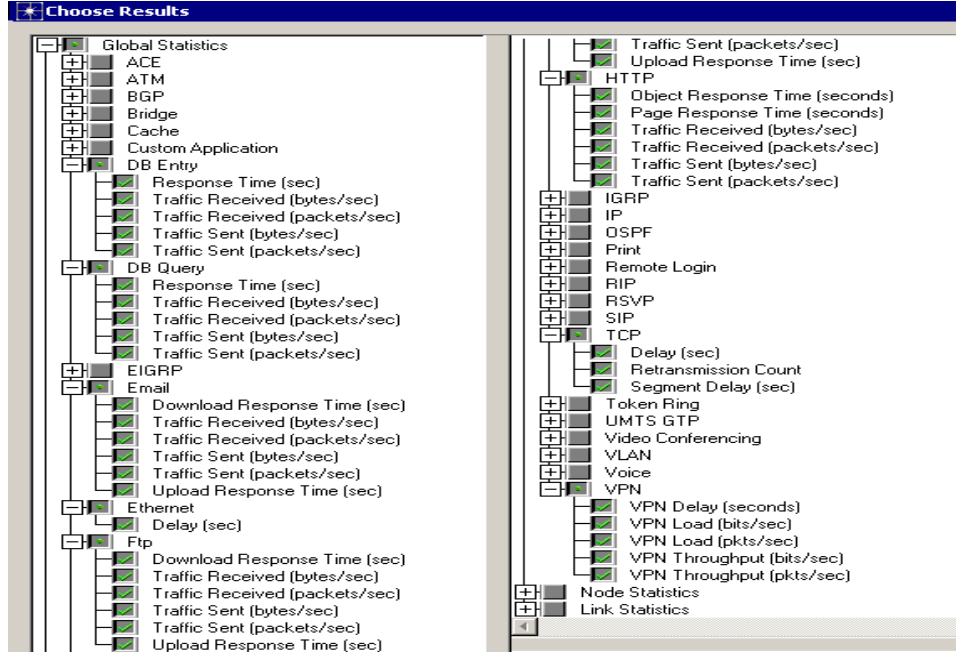 Choose Results
Global Statistics
ACE
ATM
BGP
Bridge
Cache
Custom Application
DB Entry
Response Time (sec)
Traffic Received (bytes/sec)
Traffic Received (packets/sec)
Traffic Sent (bytes/sec)
Traffic Sent (packets/sec)
DB Query
Response Time (sec)
Traffic Received (bytes/sec)
Traffic Received (packets/sec)
Traffic Sent (bytes/sec)
Traffic Sent (packets/sec)
EIGRP
Email
Download Response Time (sec)
Traffic Received (bytes/sec)
Traffic Received (packets/sec)
Traffic Sent (bytes/sec)
Traffic Sent (packets/sec)
Upload Response Time (sec)
Ethernet
Delay (sec)
Ftp
Download Response Time (sec)
Traffic Received (bytes/sec)
Traffic Received (packets/sec)
Traffic Sent (bytes/sec)
Traffic Sent (packets/sec)
Upload Response Time (sec)
Traffic Sent (packets/sec)
Upload Response Time (sec)
HTTP
Object Response Time (seconds)
Page Response Time (seconds)
Traffic Received (bytes/sec)
Traffic Received (packets/sec)
Traffic Sent (bytes/sec)
Traffic Sent (packets/sec)
IGRP
IP
OSPF
Print
Remote Login
RIP
RSVP
SIP
TCP
Delay (sec)
Retransmission Count
Segment Delay (sec)
Token Ring
UMTS GTP
Video Conferencing
VLAN
Voice
VPN
VPN Delay (seconds)
VPN Load (bits/sec)
VPN Load (pkts/sec)
VPN Throughput (bits/sec)
VPN Throughput (pkts/sec)
Node Statistics
Link Statistics